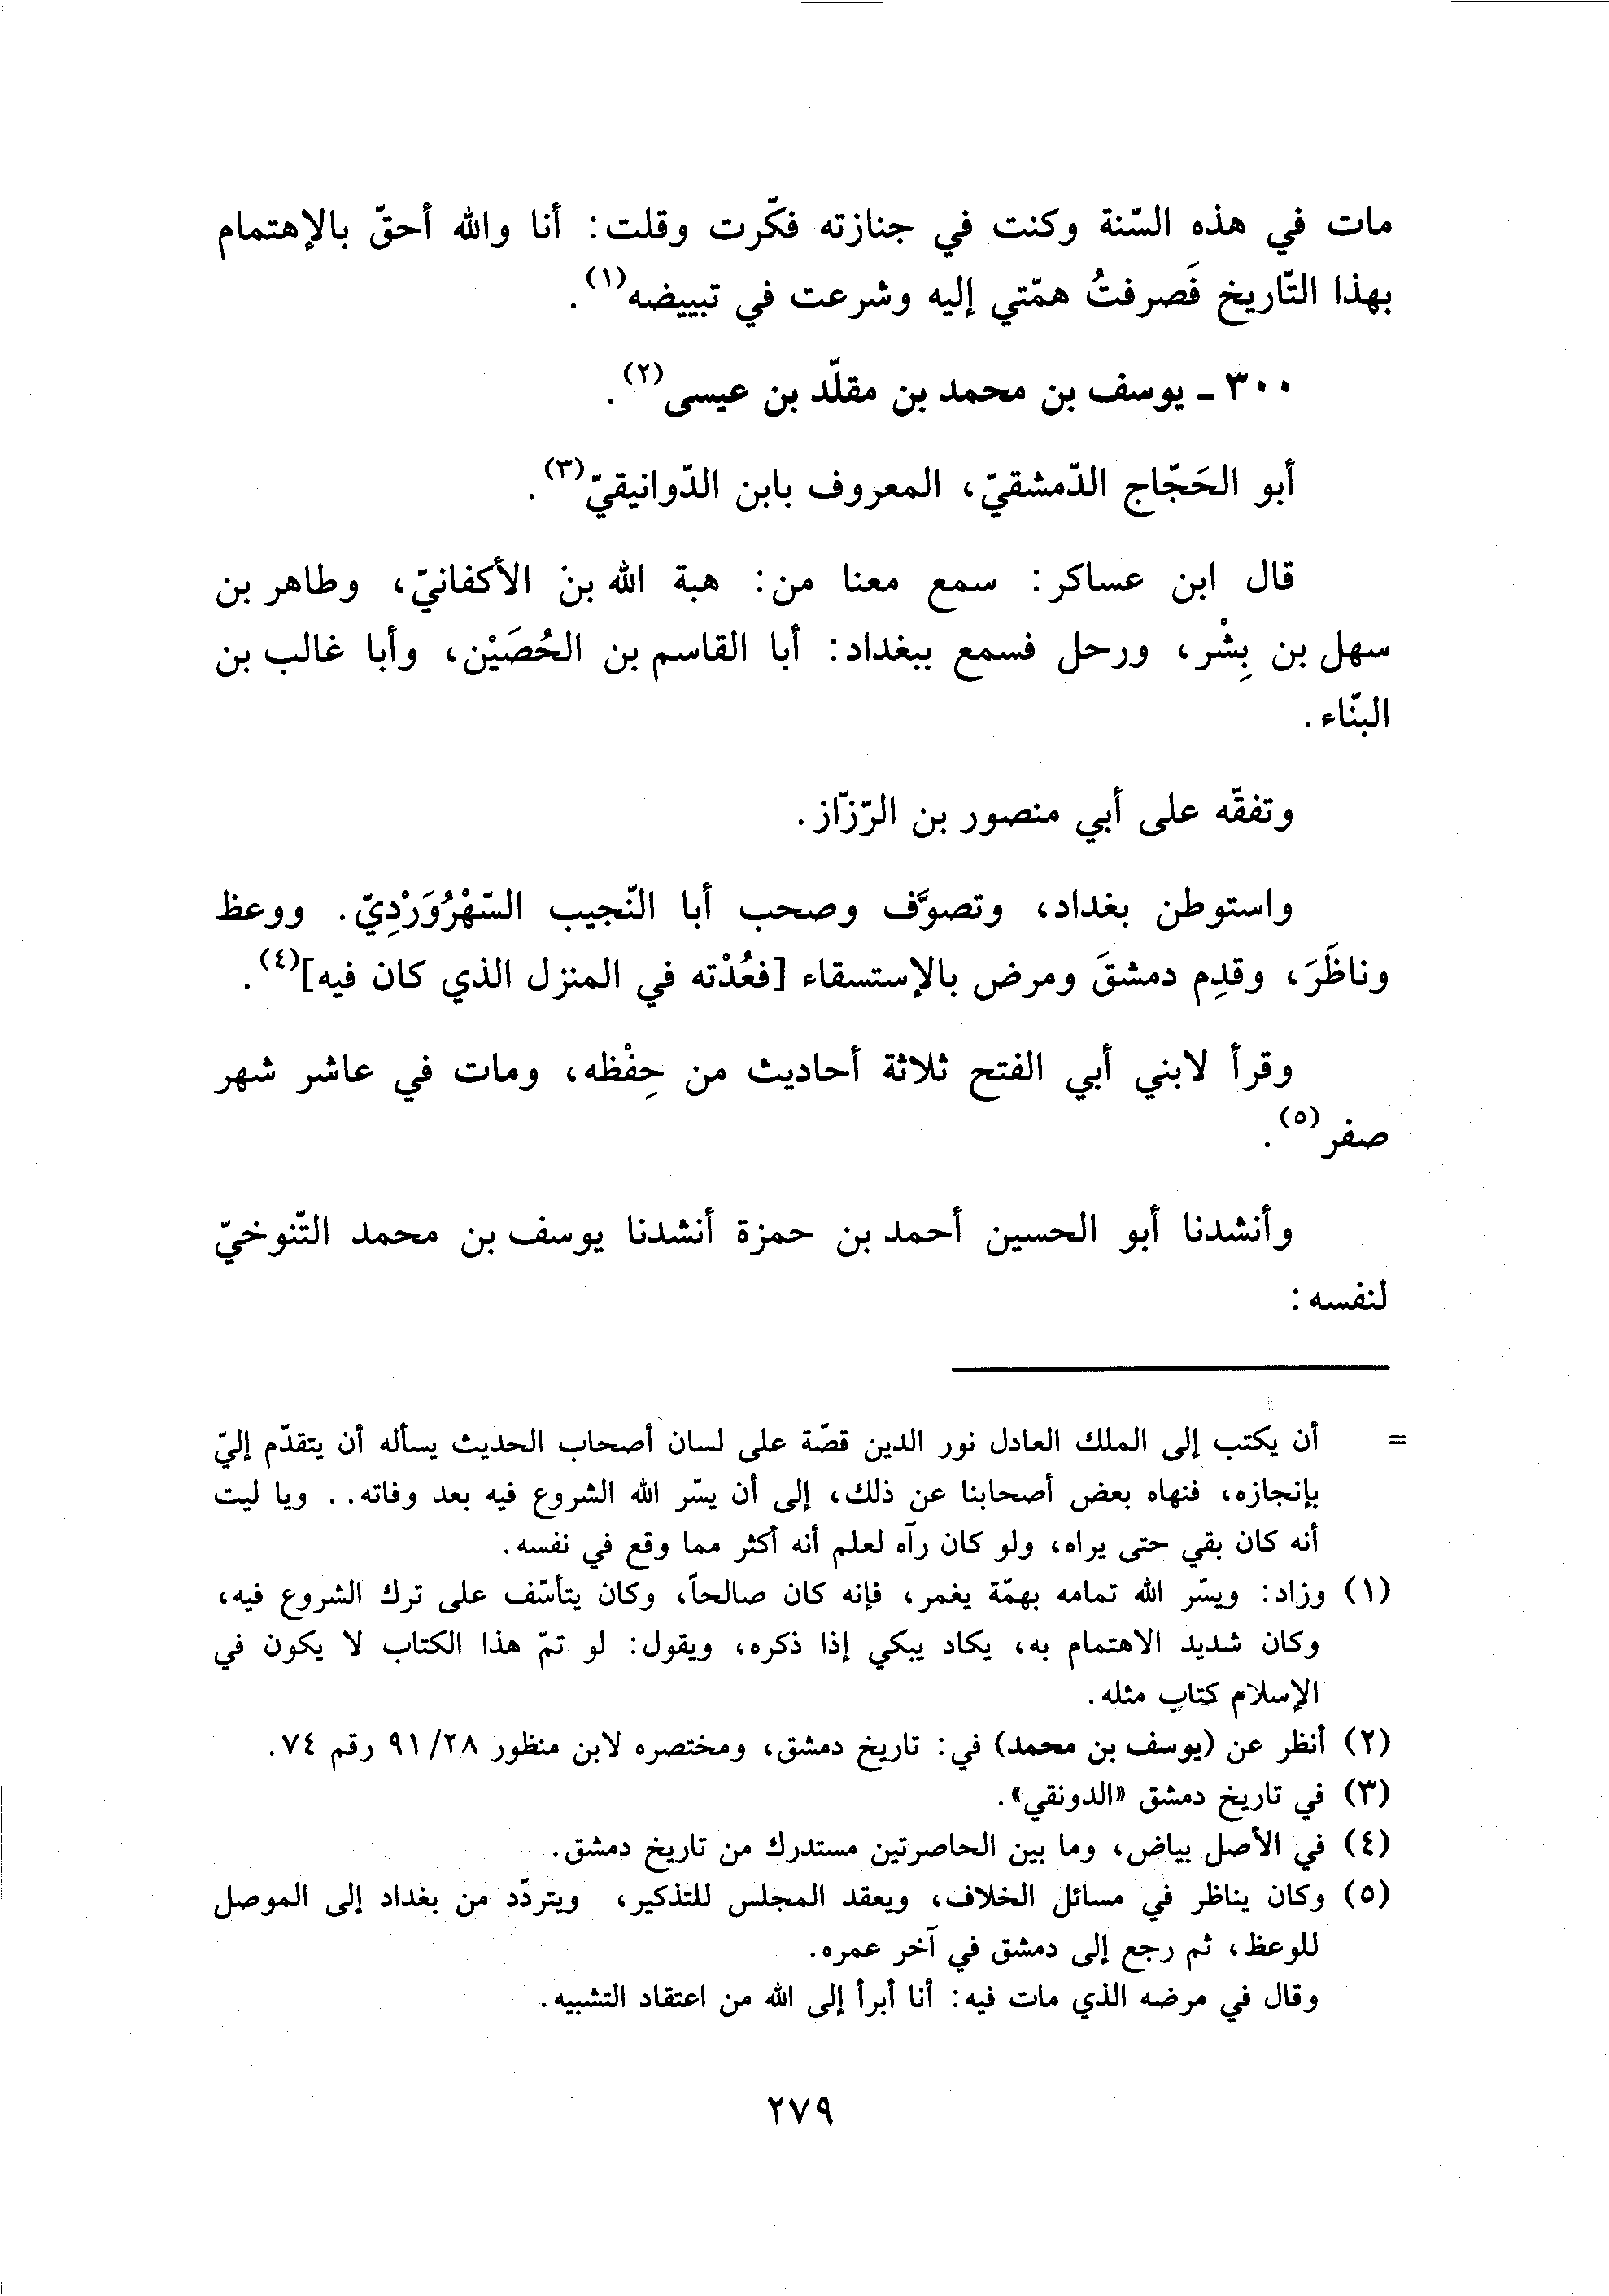 مات في هذه السّنة وكنت في جنازته فكّرت وقلت: أنا والله أحقّ بالإهتمام
بهذا التّاريخ فَصرفتُ همّتي إليه وشرعت في تبييضه(١).
٣٠٠ ـ يوسف بن محمد بن مقلّد بن عيسى(٢).
أبو الحَجّاج الدّمشقيّ، المعروف بابن الدّوانيقيّ(٣).
قال ابن عساكر: سمع معنا من: هبة الله بن الأكفانيّ، وطاهر بن
سهل بن بِشْر، ورحل فسمع ببغداد: أبا القاسم بن الحُصَيْن، وأبا غالب بن
البنّاء.
وتفقّه على أبي منصور بن الرّزّاز.
واستوطن بغداد، وتصوَّف وصحب أبا النّجيب السّهْرُوَرْدِيّ. ووعظ
وناظَرَ، وقدِم دمشقَ ومرض بالإستسقاء [فعُدْته في المنزل الذي كان فيه](٤).
وقرأ لابني أبي الفتح ثلاثة أحاديث من حِفْظه، ومات في عاشر شهر
صفر(٥).
وأنشدنا أبو الحسين أحمد بن حمزة أنشدنا يوسف بن محمد التّنوخيّ
لنفسه:
= أن يكتب إلى الملك العادل نور الدين قصّة على لسان أصحاب الحديث يسأله أن يتقدّم إليّ
بإنجازه، فنهاه بعض أصحابنا عن ذلك، إلى أن يسّر الله الشروع فيه بعد وفاته.. ويا ليت
أنه كان بقي حتى يراه، ولو كان رآه لعلم أنه أكثر مما وقع في نفسه.
(١) وزاد: ويسّر الله تمامه بهمّة يغمر، فإنه كان صالحاً، وكان يتأسّف على ترك الشروع فيه،
وكان شديد الاهتمام به، يكاد يبكي إذا ذكره، ويقول: لو تمّ هذا الكتاب لا يكون في
الإسلام كتاب مثله.
(٢) أنظر عن (يوسف بن محمد) في: تاريخ دمشق، ومختصره لابن منظور ٩١/٢٨ رقم ٧٤.
(٣) في تاريخ دمشق «الدونقي».
(٤) في الأصل بياض، وما بين الحاصرتين مستدرك من تاريخ دمشق.
(٥) وكان يناظر في مسائل الخلاف، ويعقد المجلس للتذكير، ويتردّد من بغداد إلى الموصل
للوعظ، ثم رجع إلى دمشق في آخر عمره.
وقال في مرضه الذي مات فيه: أنا أبرأ إلى الله من اعتقاد التشبيه.
٢٧٩